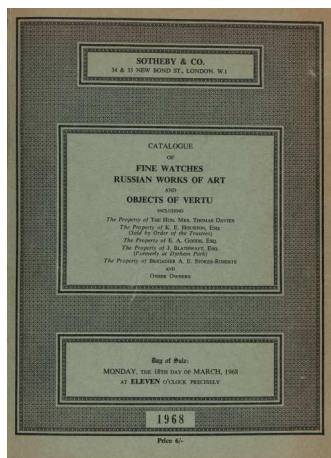 SOTHEBY & CO.
34 & 35 NEW BOND ST., LONDON, W.1
CATALOGUE
OF
FINE WATCHES
RUSSIAN WORKS OF ART
AND
OBJECTS OF VERTU
INCLUDING
The Property of THE HON. MRS. THOMAS DAVIES
The Property of K. E. HOUSTON, ESQ.
(Sold by Order of the Trustees)
The Property of E. A. GOODE, ESQ.
The Property of J. BLATHWAYT, ESQ.
(Formerly at Dyrham Park)
The Property of BRIGADIER A. E. STOKES-ROBERTS
AND
OTHER OWNERS
Day of Sale:
MONDAY, THE 18TH DAY OF MARCH, 1968
AT ELEVEN O'CLOCK PRECISELY
1968
Price 6/-